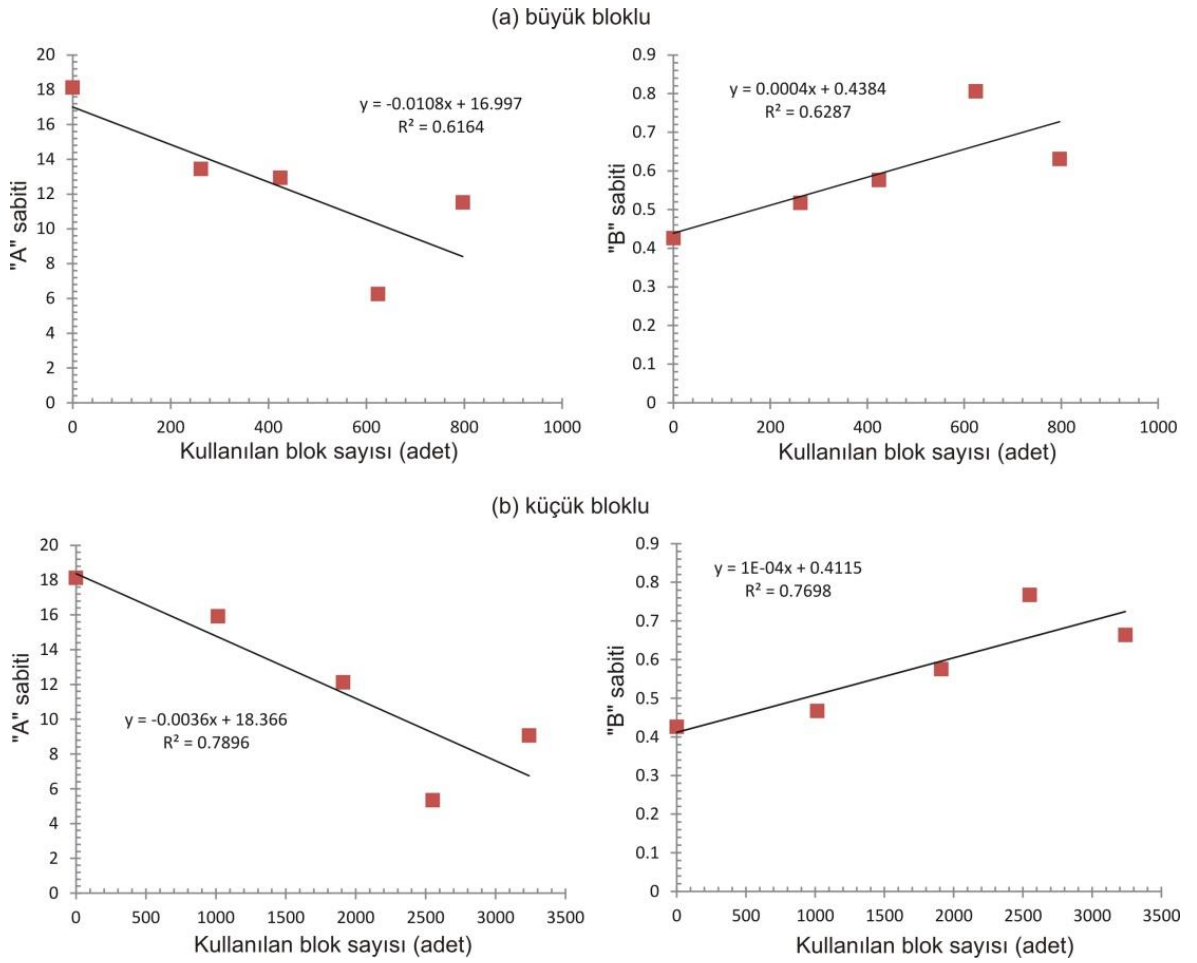 (a) büyük bloklu
20
18
16
14
12
10
8
6
4
2
0
"A" sabiti
y = -0.0108x + 16.997
R² = 0.6164
0 200 400 600 800 1000
Kullanılan blok sayısı (adet)
0.9
0.8
0.7
0.6
0.5
0.4
0.3
0.2
0.1
0
"B" sabiti
y = 0.0004x + 0.4384
R² = 0.6287
0 200 400 600 800 1000
Kullanılan blok sayısı (adet)
(b) küçük bloklu
20
18
16
14
12
10
8
6
4
2
0
"A" sabiti
y = -0.0036x + 18.366
R² = 0.7896
0 500 1000 1500 2000 2500 3000 3500
Kullanılan blok sayısı (adet)
0.9
0.8
0.7
0.6
0.5
0.4
0.3
0.2
0.1
0
"B" sabiti
y = 1E-04x + 0.4115
R² = 0.7698
0 500 1000 1500 2000 2500 3000 3500
Kullanılan blok sayısı (adet)